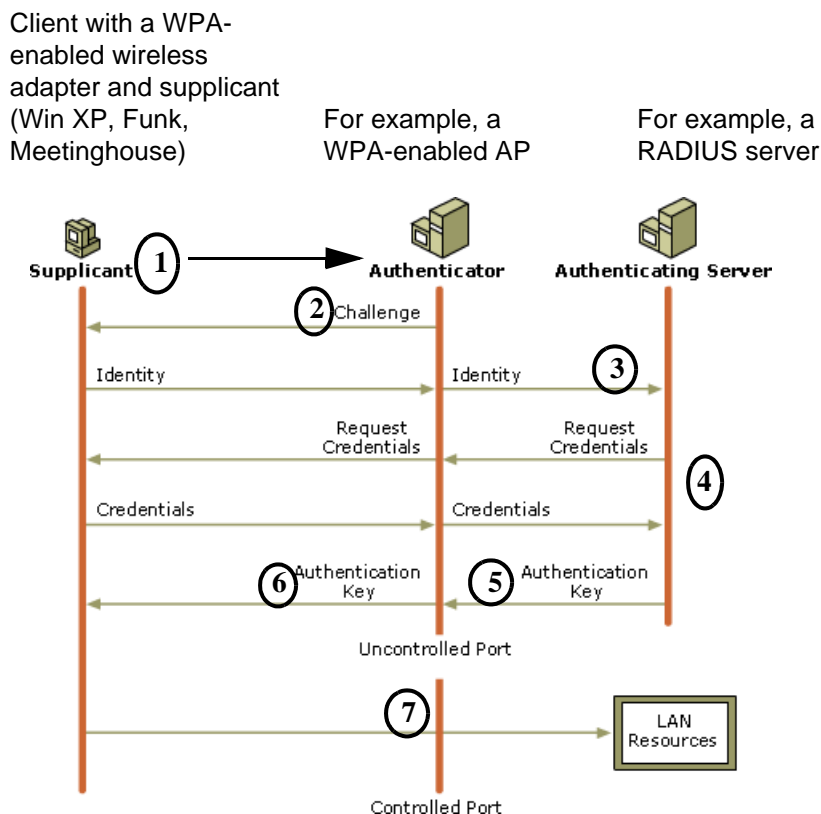 Client with a WPA-
enabled wireless
adapter and supplicant
(Win XP, Funk,
Meetinghouse)
For example, a
WPA-enabled AP
For example, a
RADIUS server
Supplicant
1
Authenticator
Authenticating Server
2
Challenge
Identity
Identity
3
Request
Credentials
Request
Credentials
4
Credentials
Credentials
6
Authentication
Key
5
Authentication
Key
Uncontrolled Port
7
LAN
Resources
Controlled Port